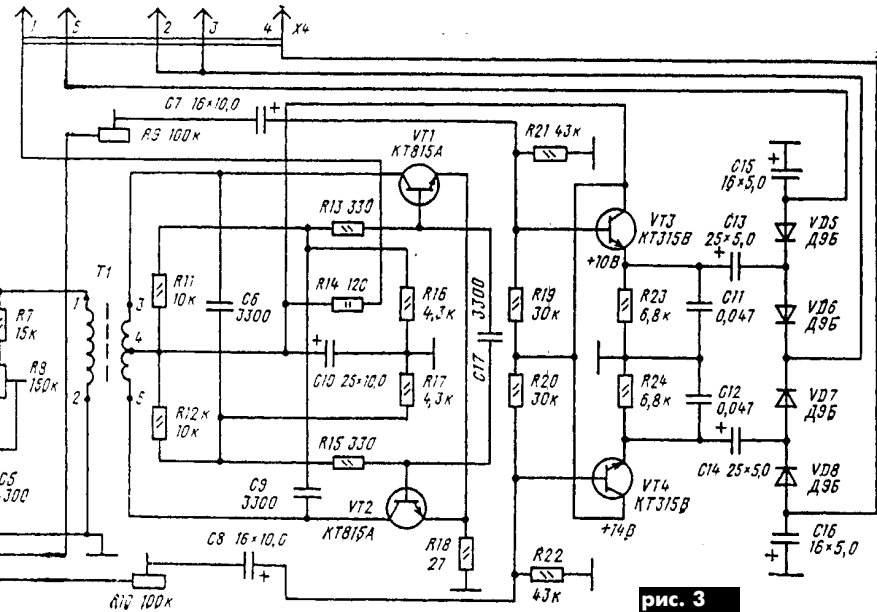 1
5
2
3
4
X4
C7 16×10,0
+
R9 100к
VT1
КТ815А
R21 43к
+
C15
16×5,0
R13 330
VT3
КТ315В
C13
25×5,0
+
VD5
Д9Б
+10В
T1
R11
10к
R14 120
R16
4,3к
3300
C17
R19
30к
R23
6,8к
C11
0,047
VD6
Д9Б
1
3
C6
3300
R7
15к
4
R8
150к
+
C10 25×10,0
R17
4,3к
R20
30к
R24
6,8к
C12
0,047
VD7
Д9Б
2
5
R12к
10к
R15 330
+
C14 25×5,0
VD8
Д9Б
C5
300
C9
3300
VT2
КТ815А
VT4
КТ315В
+14В
C8 16×10,0
+
R18
27
R22
43к
+
C16
16×5,0
R10 100к
рис. 3